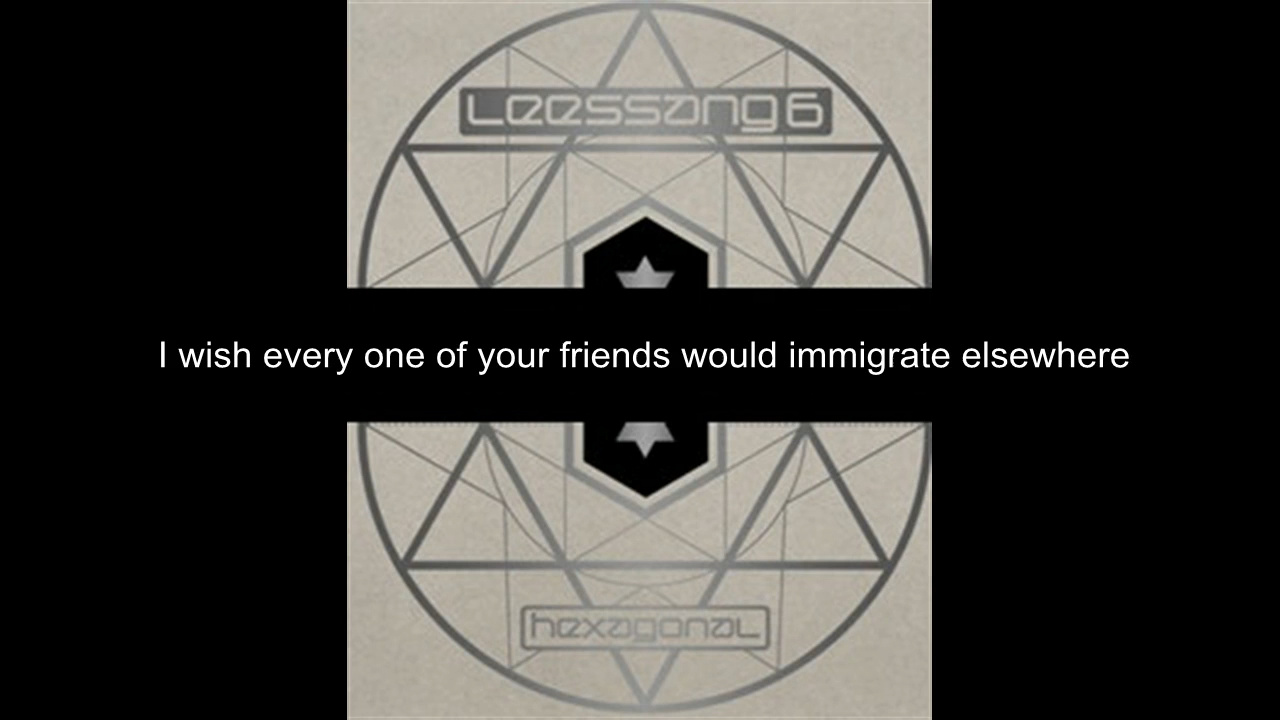 Leessang6
I wish every one of your friends would immigrate elsewhere
hexagonal